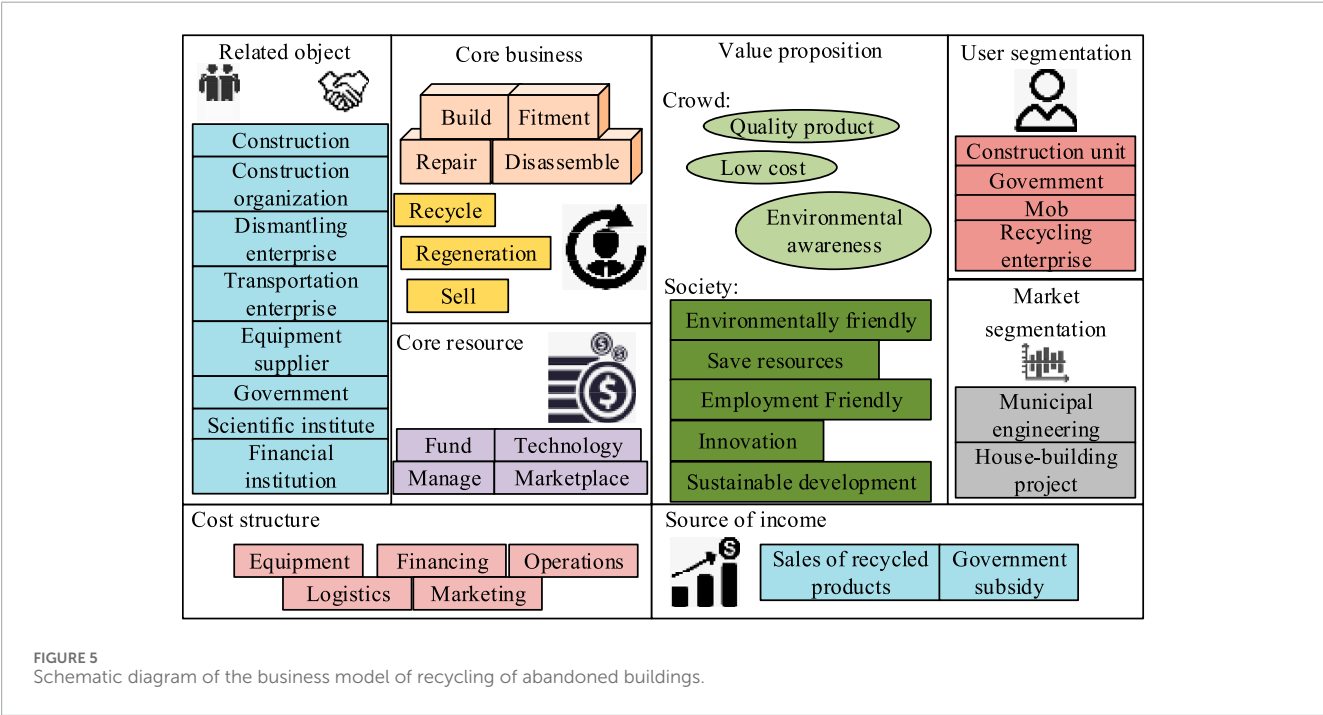 Related object
Construction
Construction
organization
Dismantling
enterprise
Transportation
enterprise
Equipment
supplier
Government
Scientific institute
Financial
institution
Core business
Build
Fitment
Repair
Disassemble
Recycle
Regeneration
Sell
Core resource
Fund
Technology
Manage
Marketplace
Value proposition
Crowd:
Quality product
Low cost
Environmental
awareness
Society:
Environmentally friendly
Save resources
Employment Friendly
Innovation
Sustainable development
User segmentation
Construction unit
Government
Mob
Recycling
enterprise
Market
segmentation
Municipal
engineering
House-building
project
Cost structure
Equipment
Financing
Operations
Logistics
Marketing
Source of income
Sales of recycled
products
Government
subsidy
FIGURE 5
Schematic diagram of the business model of recycling of abandoned buildings.